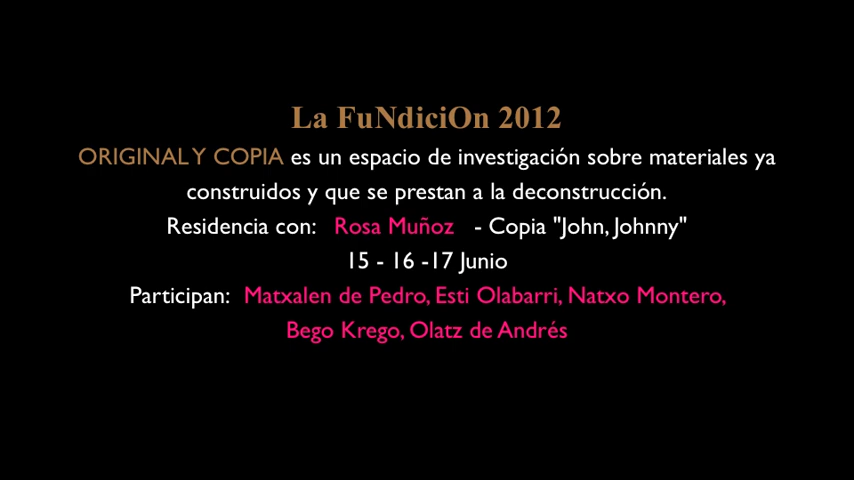 La FuNdiciOn 2012
ORIGINAL Y COPIA es un espacio de investigación sobre materiales ya
construidos y que se prestan a la deconstrucción.
Residencia con: Rosa Muñoz - Copia "John, Johnny"
15 - 16 -17 Junio
Participan: Matxalen de Pedro, Esti Olabarri, Natxo Montero,
Bego Krego, Olatz de Andrés